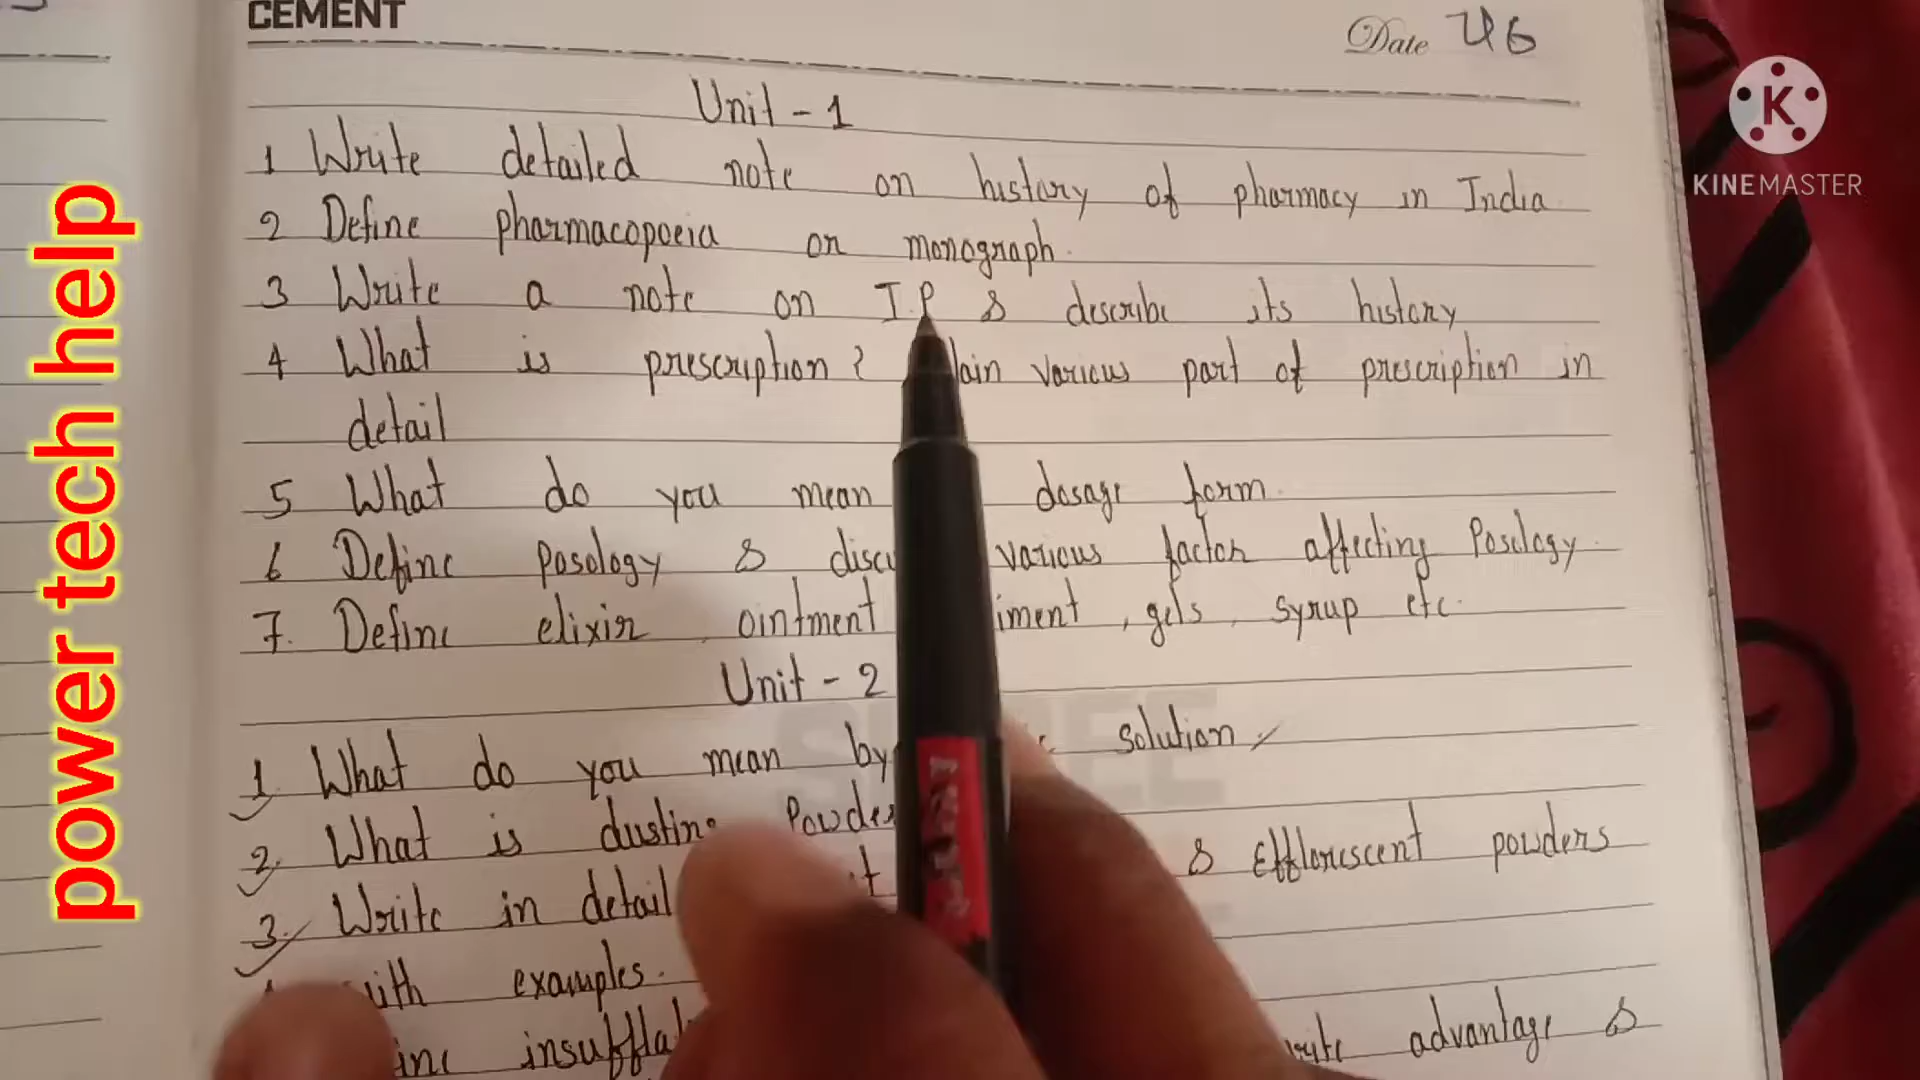 CEMENT
Date 46
Unit - 1
1 Write detailed note on history of pharmacy in India
2 Define pharmacopoeia or monograph.
3 Write a note on I.P & describe its history
4 What is prescription? lain various part of prescription in
detail
5 What do you mean dosage form.
6 Define posology & discu various factor affecting Posology
7. Define elixir, ointment iment, gels, syrup etc.
Unit - 2
1. What do you mean by solution
2. What is dusting Powder & Efflorescent powders
3. Write in detail
with examples.
insuffla write advantage &
power tech help
KINEMASTER